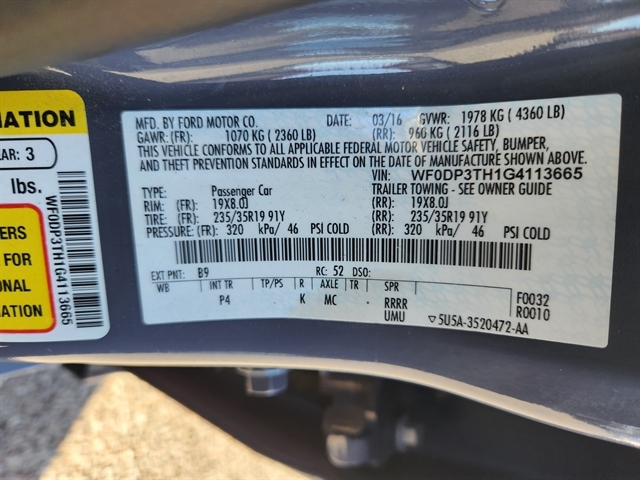 MATION
AR: 3
lbs.
ERS
FOR
ONAL
ON.
WF0DP3TH1G4113665
MFD. BY FORD MOTOR CO. DATE: 03/16 GVWR: 1978 KG ( 4360 LB)
GAWR: (FR): 1070 KG ( 2360 LB) (RR): 960 KG ( 2116 LB)
THIS VEHICLE CONFORMS TO ALL APPLICABLE FEDERAL MOTOR VEHICLE SAFETY, BUMPER,
AND THEFT PREVENTION STANDARDS IN EFFECT ON THE DATE OF MANUFACTURE SHOWN ABOVE.
VIN: WF0DP3TH1G4113665
TYPE: Passenger Car TRAILER TOWING - SEE OWNER GUIDE
RIM: (FR): 19X8.0J (RR): 19X8.0J
TIRE: (FR): 235/35R19 91Y (RR): 235/35R19 91Y
PRESSURE: (FR): 320 kPa/ 46 PSI COLD (RR): 320 kPa/ 46 PSI COLD
EXT PNT: B9 RC: 52 DSO:
WB INT TR TP/PS R AXLE TR SPR
P4 K MC RRRR F0032
UMU R0010
▽5U5A-3520472-AA